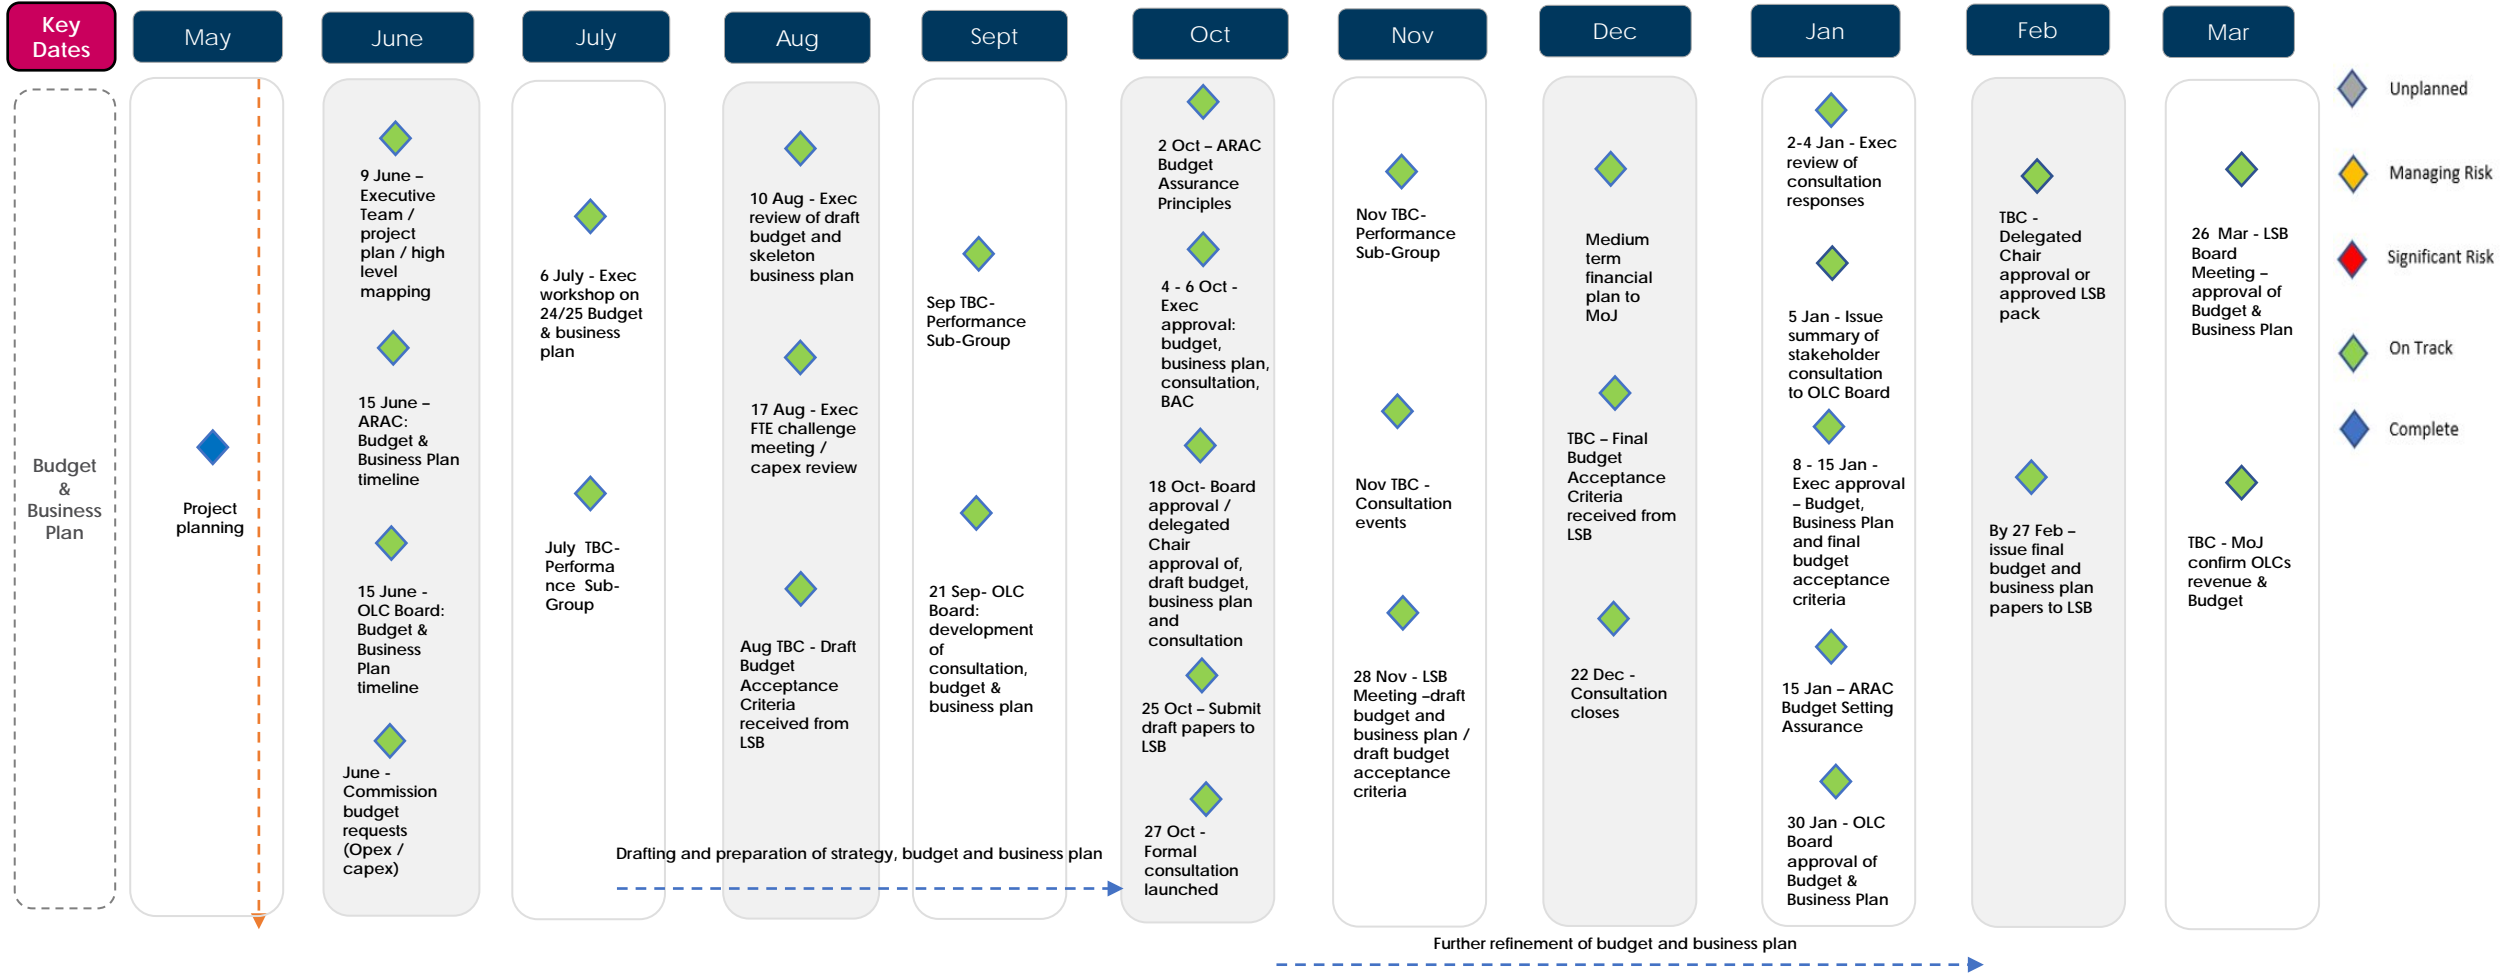 Key
Dates
May
June
July
Aug
Sept
Oct
Nov
Dec
Jan
Feb
Mar
Budget
&
Business
Plan
Project
planning
9 June –
Executive
Team /
project
plan / high
level
mapping
15 June –
ARAC:
Budget &
Business Plan
timeline
15 June -
OLC Board:
Budget &
Business
Plan
timeline
June -
Commission
budget
requests
(Opex /
capex)
6 July - Exec
workshop on
24/25 Budget
& business
plan
July TBC-
Performa
nce Sub-
Group
10 Aug - Exec
review of draft
budget and
skeleton
business plan
17 Aug - Exec
FTE challenge
meeting /
capex review
Aug TBC - Draft
Budget
Acceptance
Criteria
received from
LSB
Sep TBC-
Performance
Sub-Group
21 Sep- OLC
Board:
development
of
consultation,
budget &
business plan
Drafting and preparation of strategy, budget and business plan
2 Oct – ARAC
Budget
Assurance
Principles
4 - 6 Oct -
Exec
approval:
budget,
business plan,
consultation,
BAC
18 Oct- Board
approval /
delegated
Chair
approval of,
draft budget,
business plan
and
consultation
25 Oct – Submit
draft papers to
LSB
27 Oct -
Formal
consultation
launched
Nov TBC-
Performance
Sub-Group
Nov TBC -
Consultation
events
28 Nov - LSB
Meeting –draft
budget and
business plan /
draft budget
acceptance
criteria
Medium
term
financial
plan to
MoJ
TBC – Final
Budget
Acceptance
Criteria
received from
LSB
22 Dec -
Consultation
closes
2-4 Jan - Exec
review of
consultation
responses
5 Jan - Issue
summary of
stakeholder
consultation
to OLC Board
8 - 15 Jan -
Exec approval
– Budget,
Business Plan
and final
budget
acceptance
criteria
15 Jan – ARAC
Budget Setting
Assurance
30 Jan - OLC
Board
approval of
Budget &
Business Plan
TBC -
Delegated
Chair
approval or
approved LSB
pack
By 27 Feb –
issue final
budget and
business plan
papers to LSB
26 Mar - LSB
Board
Meeting –
approval of
Budget &
Business Plan
TBC - MoJ
confirm OLCs
revenue &
Budget
Further refinement of budget and business plan
Unplanned
Managing Risk
Significant Risk
On Track
Complete